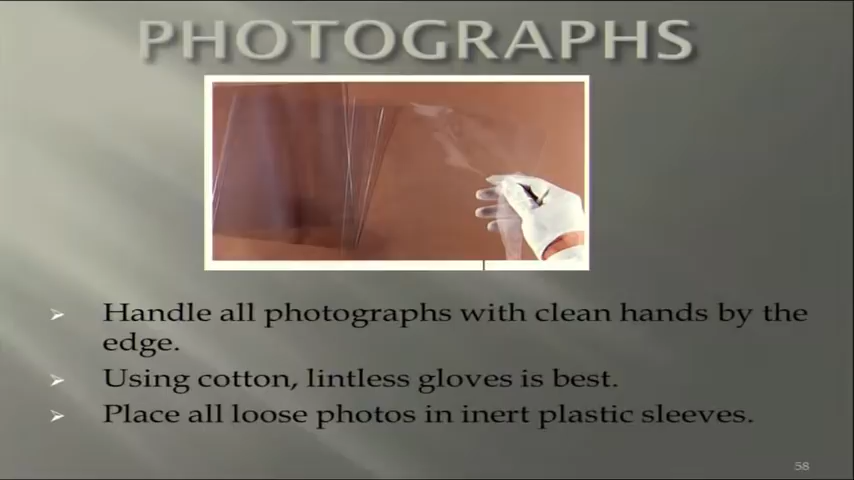 PHOTOGRAPHS
Handle all photographs with clean hands by the
edge.
Using cotton, lintless gloves is best.
Place all loose photos in inert plastic sleeves.
58